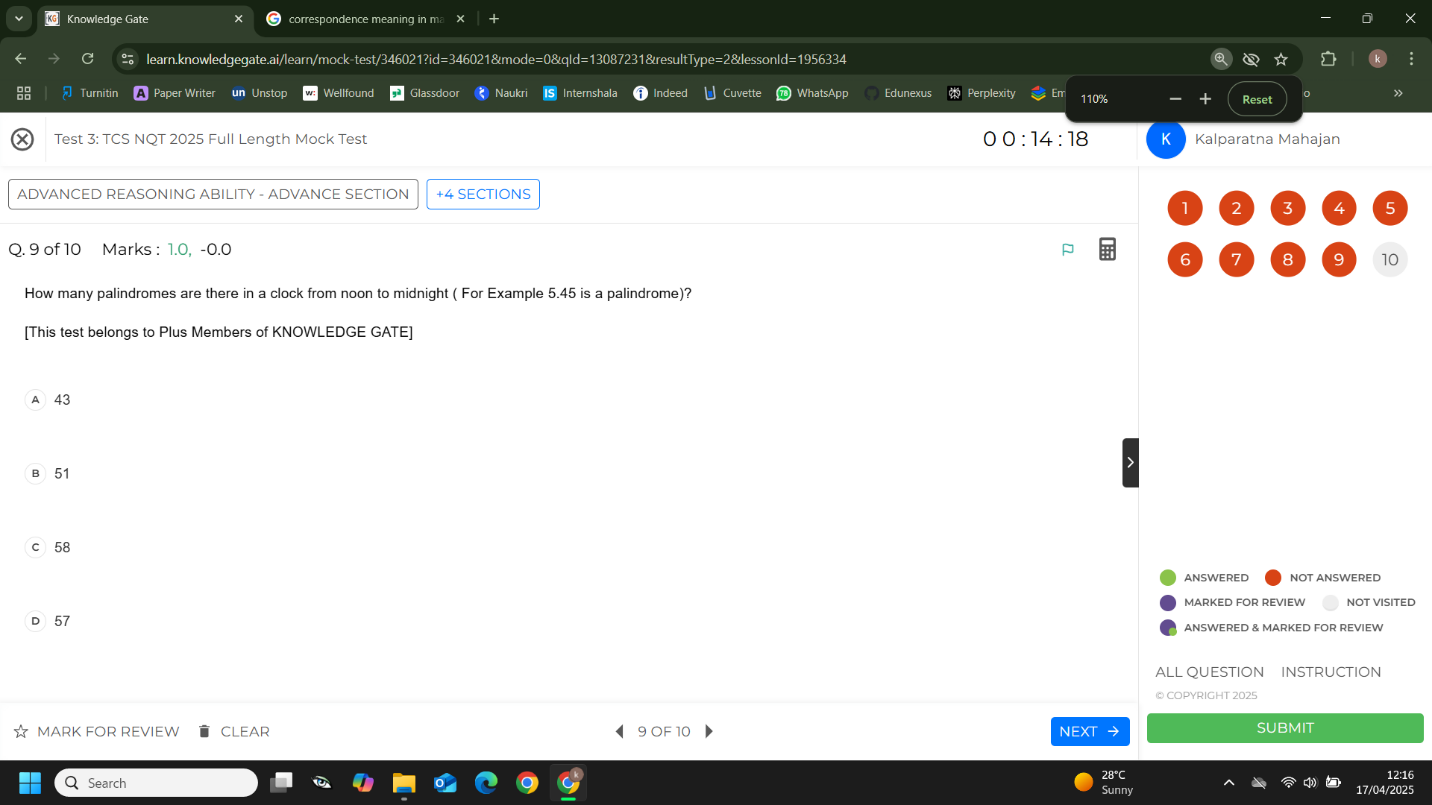 Knowledge Gate
correspondence meaning in ma
learn.knowledgegate.ai/learn/mock-test/346021?id=346021&mode=0&qId=13087231&resultType=2&lessonId=1956334
k
Turnitin
Paper Writer
Unstop
Wellfound
Glassdoor
Naukri
Internshala
Indeed
Cuvette
WhatsApp
Edunexus
Perplexity
Em
110%
Reset
Test 3: TCS NQT 2025 Full Length Mock Test
0 0 : 14 : 18
K
Kalparatna Mahajan
ADVANCED REASONING ABILITY - ADVANCE SECTION
+4 SECTIONS
Q. 9 of 10 Marks : 1.0, -0.0
How many palindromes are there in a clock from noon to midnight ( For Example 5.45 is a palindrome)?
[This test belongs to Plus Members of KNOWLEDGE GATE]
A 43
B 51
C 58
D 57
1 2 3 4 5
6 7 8 9 10
ANSWERED
NOT ANSWERED
MARKED FOR REVIEW
NOT VISITED
ANSWERED & MARKED FOR REVIEW
ALL QUESTION
INSTRUCTION
© COPYRIGHT 2025
MARK FOR REVIEW
CLEAR
9 OF 10
NEXT
SUBMIT
Search
28°C
Sunny
12:16
17/04/2025